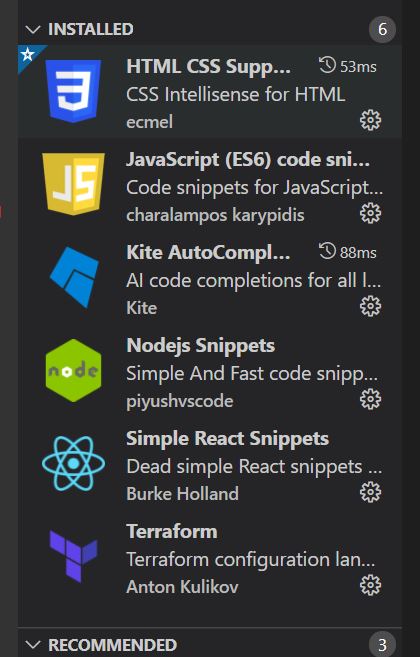 INSTALLED 6
HTML CSS Supp... 53ms
CSS Intellisense for HTML
ecmel
JS
JavaScript (ES6) code sni...
Code snippets for JavaScript...
charalampos karypidis
Kite AutoCompl... 88ms
AI code completions for all l...
Kite
node
Nodejs Snippets
Simple And Fast code snipp...
piyushvscode
Simple React Snippets
Dead simple React snippets ...
Burke Holland
Terraform
Terraform configuration lan...
Anton Kulikov
RECOMMENDED 3